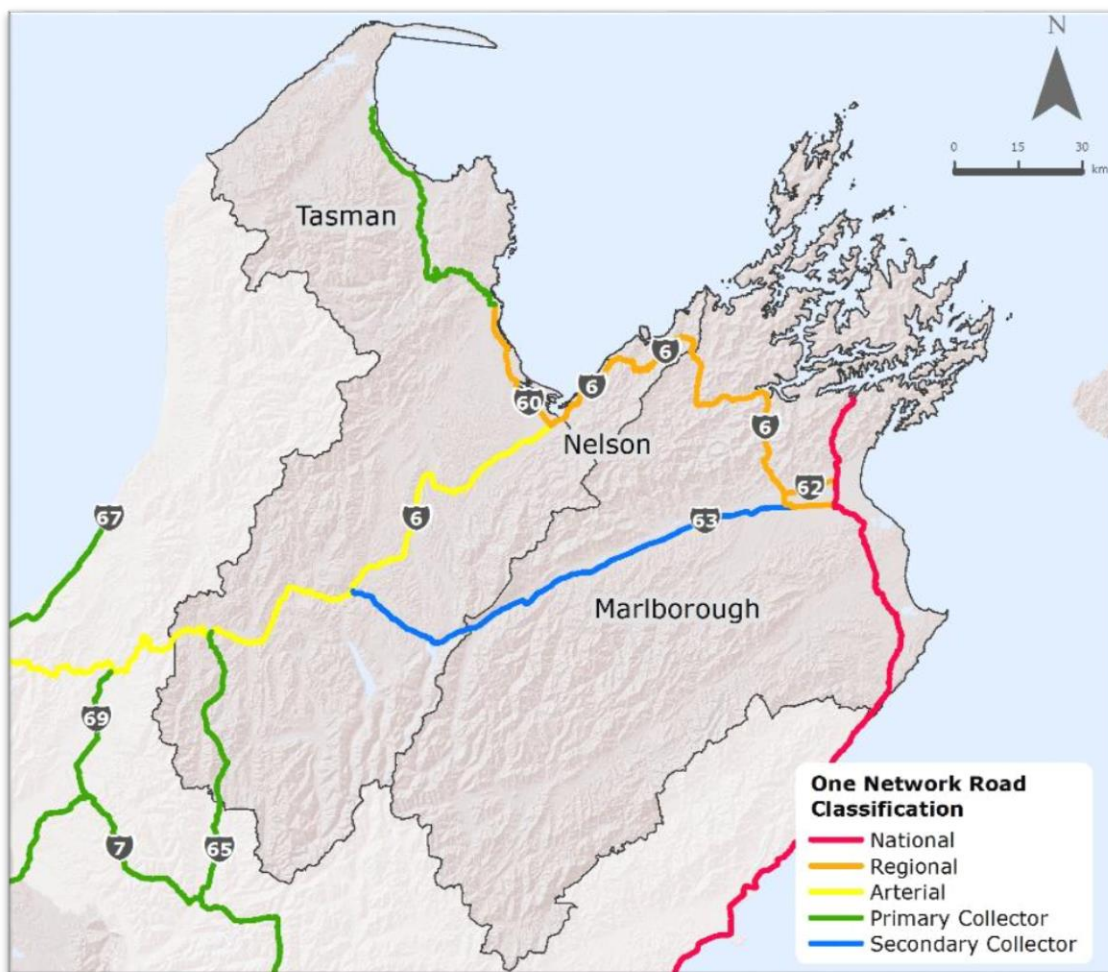 N
0 15 30
km
Tasman
6
6
60
6
Nelson
62
6
63
67
Marlborough
69
7
65
One Network Road
Classification
National
Regional
Arterial
Primary Collector
Secondary Collector